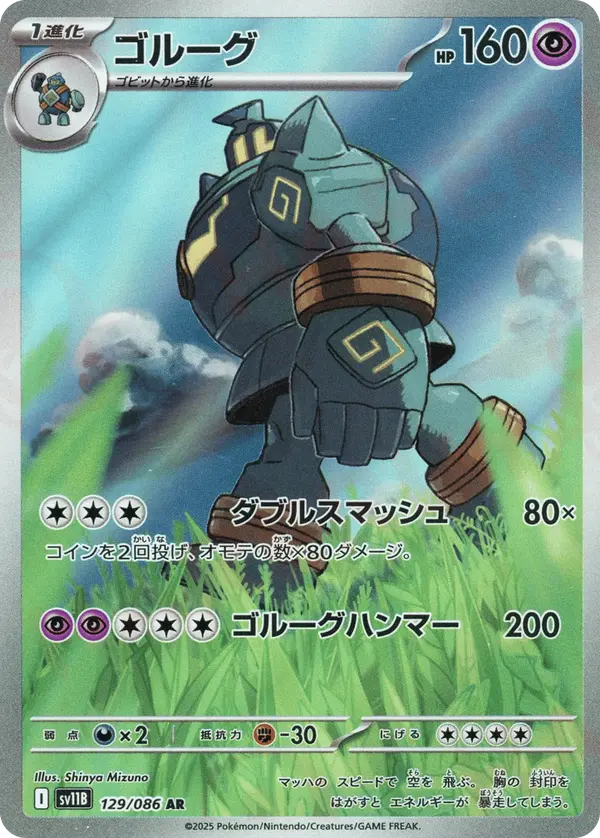 1進化
ゴルーグ
HP160
ゴビットから進化
ダブルスマッシュ 80×
コインを2回投げ、オモテの数×80ダメージ。
ゴルーグハンマー 200
弱点 ×2 抵抗力 -30 にげる
Illus. Shinya Mizuno
I sv11B 129/086 AR
マッハの スピードで 空を 飛ぶ。 胸の 封印を
はがすと エネルギーが 暴走してしまう。
©2025 Pokémon/Nintendo/Creatures/GAME FREAK.